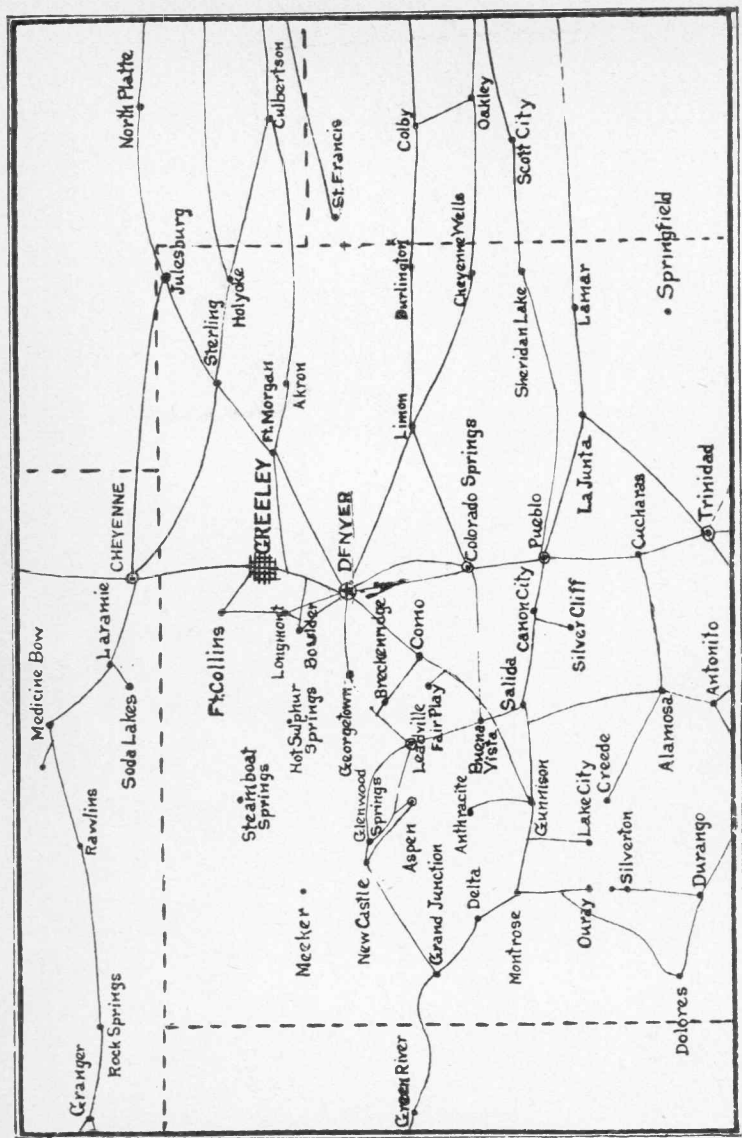 North Platte
Culbertson
St. Francis
Colby
Oakley
Scott City
Julesburg
Holyoke
Sterling
Burlington
Cheyenne Wells
Sheridan Lake
Lamar
Springfield
Ft. Morgan
Akron
Limon
La Junta
CHEYENNE
GREELEY
DENVER
Colorado Springs
Pueblo
Cucharas
Trinidad
Laramie
Medicine Bow
Soda Lakes
Ft. Collins
Longmont
Boulder
Hot Sulphur
Springs
Georgetown
Breckenridge
Como
Leadville
Fair Play
Buena
Vista
Salida
Canon City
Silver Cliff
Alamosa
Antonito
Rawlins
Steamboat
Springs
Glenwood
Springs
Aspen
Anthracite
Gunnison
Lake City
Creede
New Castle
Meeker
Grand Junction
Delta
Montrose
Ouray
Silverton
Durango
Granger
Rock Springs
Green River
Dolores